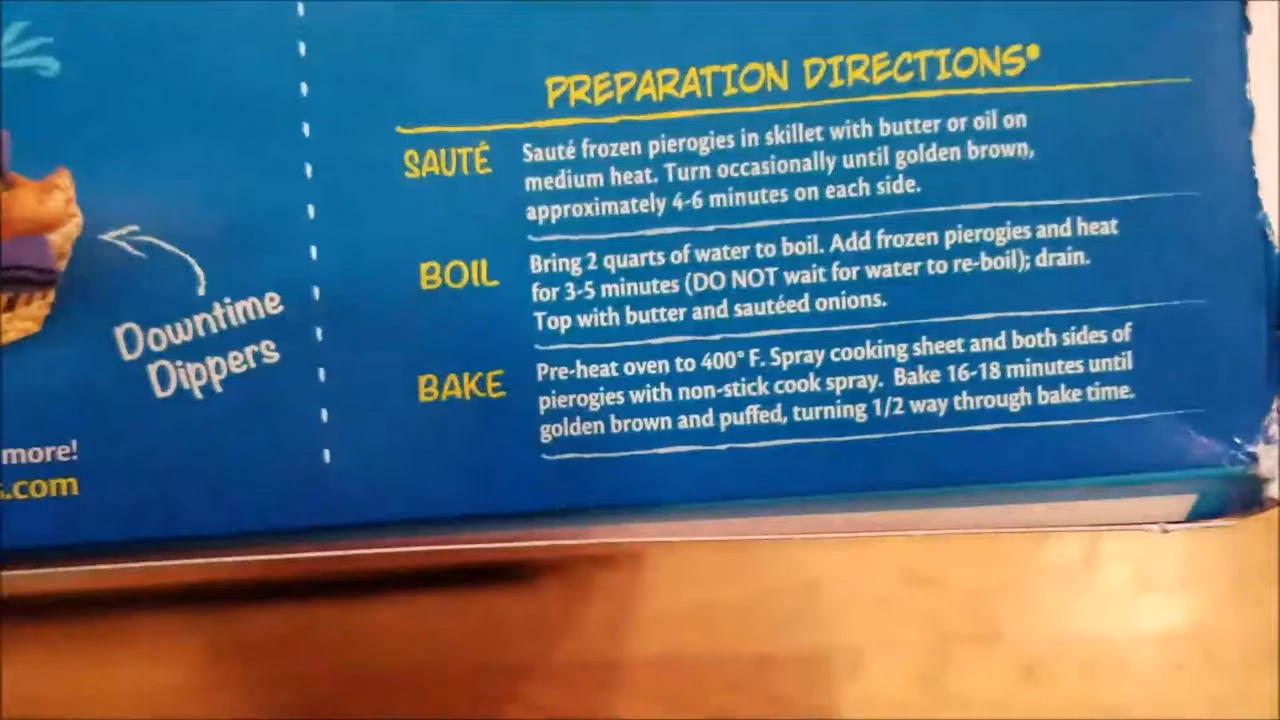 PREPARATION DIRECTIONS*
SAUTÉ
Sauté frozen pierogies in skillet with butter or oil on
medium heat. Turn occasionally until golden brown,
approximately 4-6 minutes on each side.
BOIL
Bring 2 quarts of water to boil. Add frozen pierogies and heat
for 3-5 minutes (DO NOT wait for water to re-boil); drain.
Top with butter and sautéed onions.
BAKE
Pre-heat oven to 400° F. Spray cooking sheet and both sides of
pierogies with non-stick cook spray. Bake 16-18 minutes until
golden brown and puffed, turning 1/2 way through bake time.
Downtime
Dippers
more!
.com